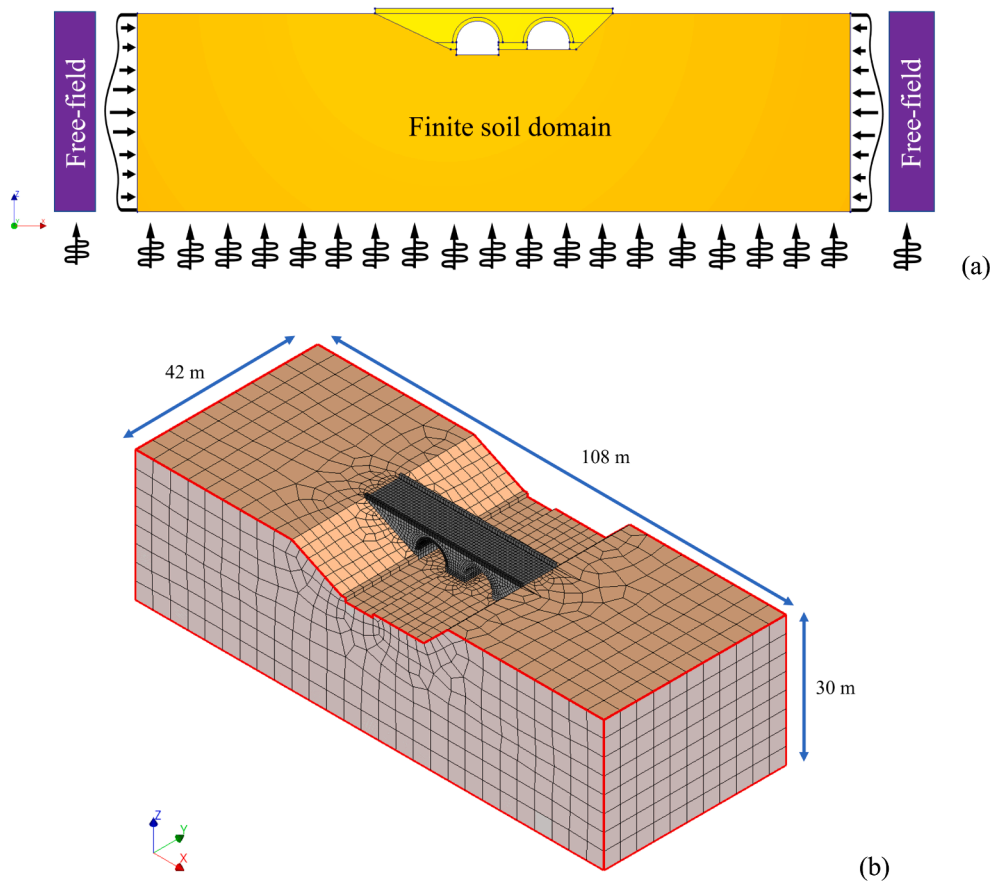 Free-field
Finite soil domain
Free-field
Z
Y
X
(a)
42 m
108 m
30 m
Z
Y
X
(b)